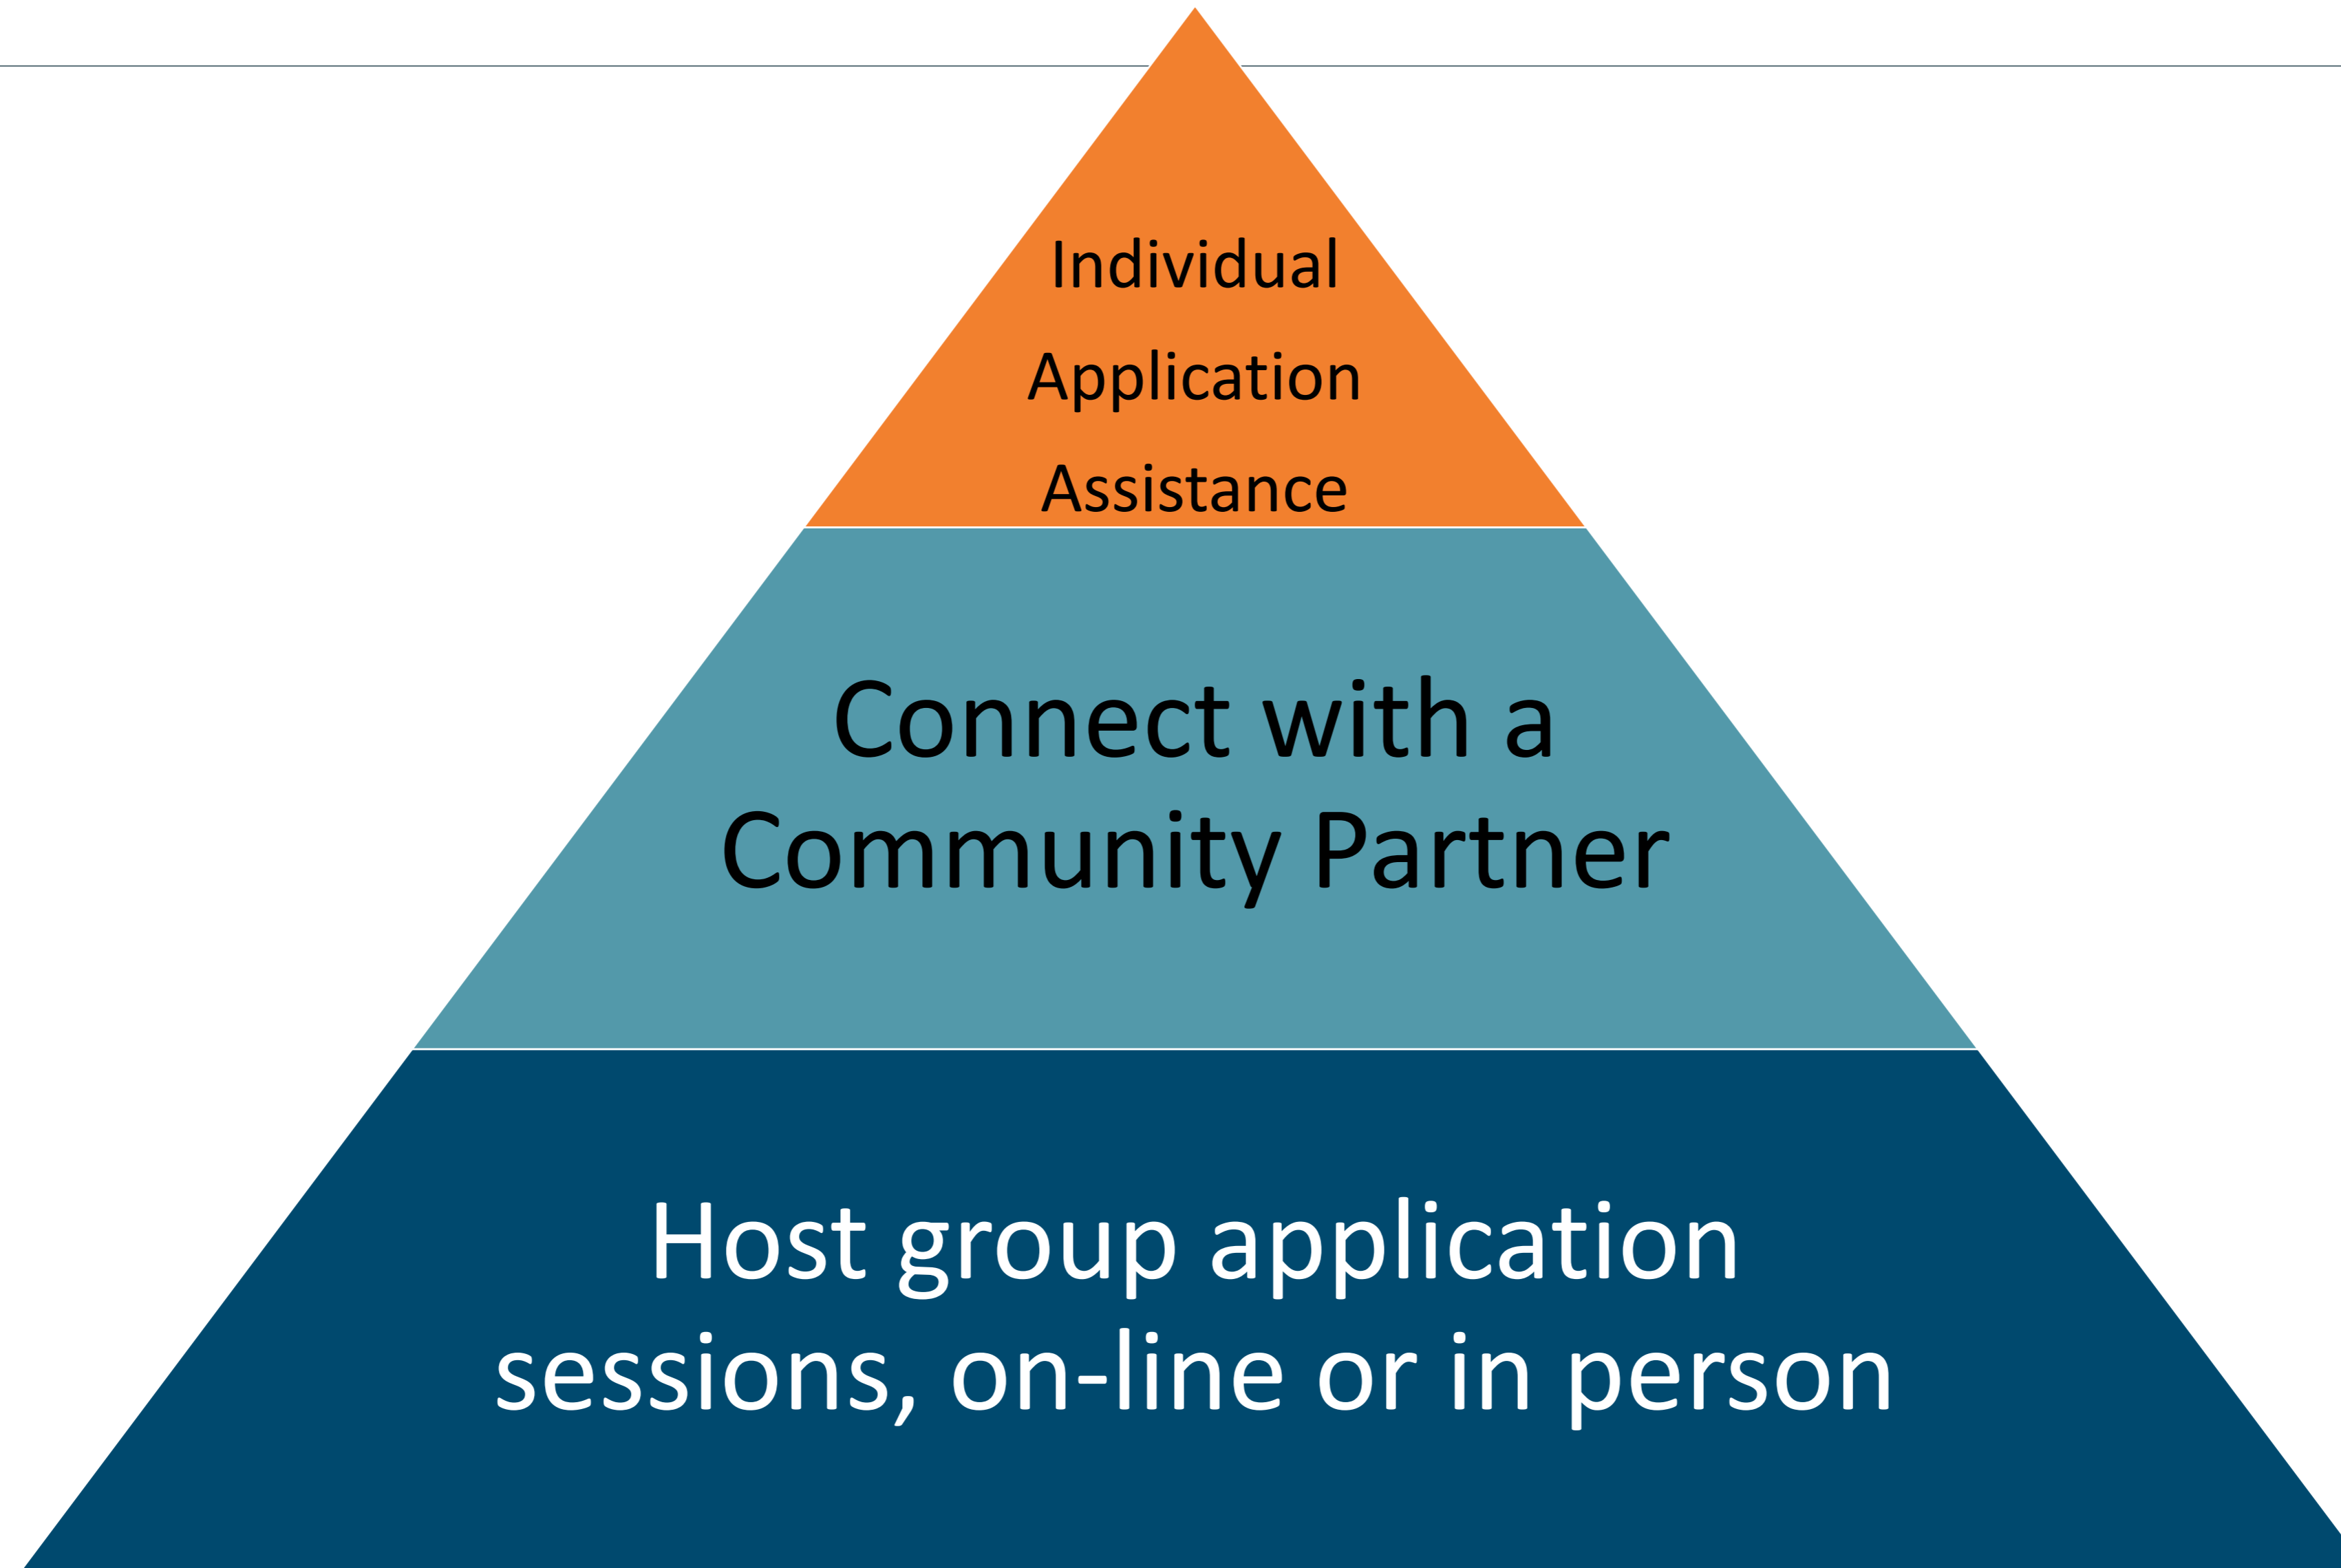 Individual
Application
Assistance
Connect with a
Community Partner
Host group application
sessions, on-line or in person